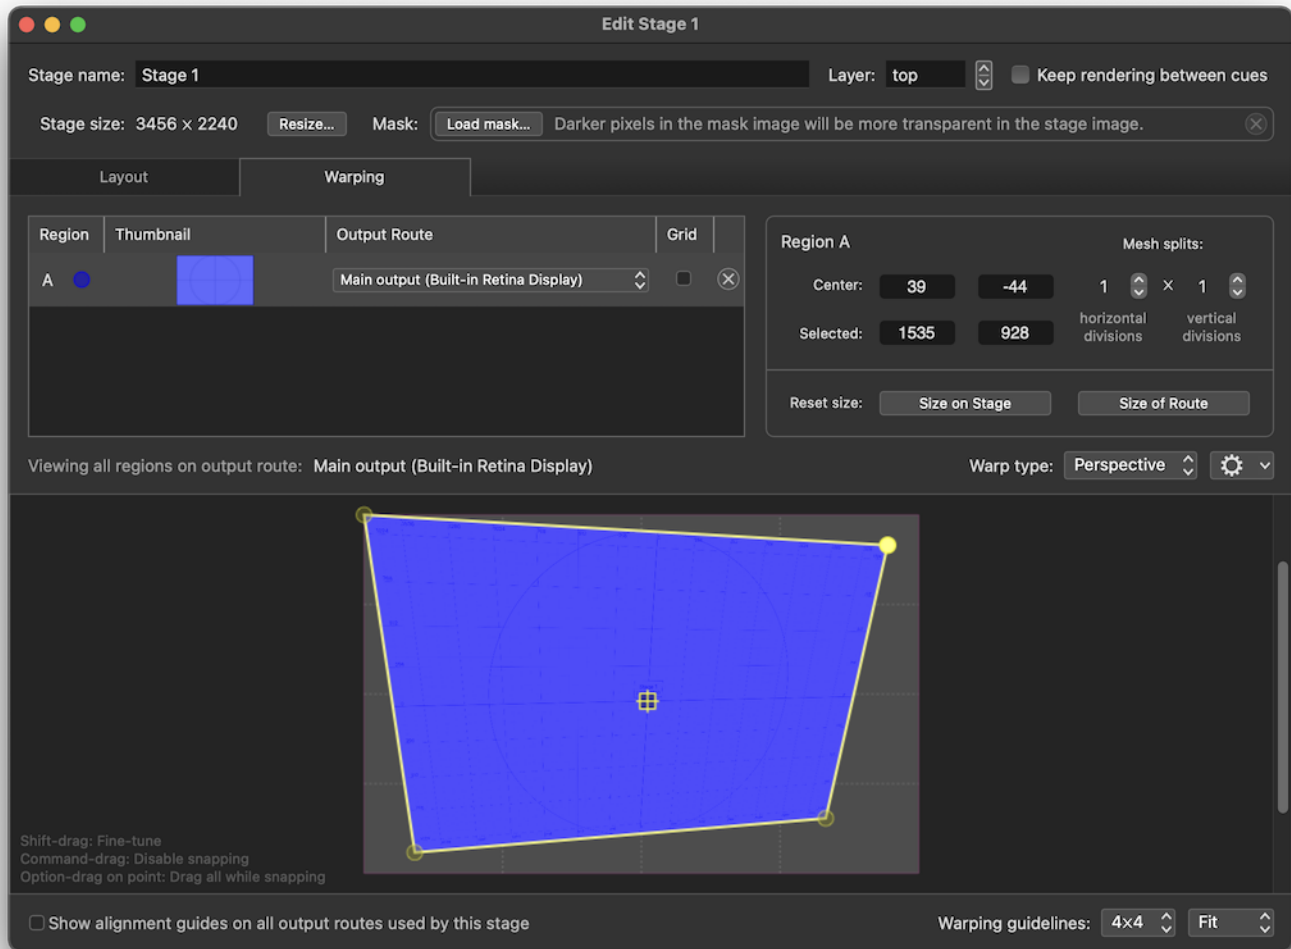 Edit Stage 1
Stage name: Stage 1 Layer: top Keep rendering between cues
Stage size: 3456 × 2240 Resize... Mask: Load mask... Darker pixels in the mask image will be more transparent in the stage image.
Layout Warping
Region Thumbnail Output Route Grid
A Main output (Built-in Retina Display)
Region A Mesh splits:
Center: 39 -44 1 × 1
horizontal divisions vertical divisions
Selected: 1535 928
Reset size: Size on Stage Size of Route
Viewing all regions on output route: Main output (Built-in Retina Display) Warp type: Perspective
Shift-drag: Fine-tune
Command-drag: Disable snapping
Option-drag on point: Drag all while snapping
Show alignment guides on all output routes used by this stage Warping guidelines: 4×4 Fit